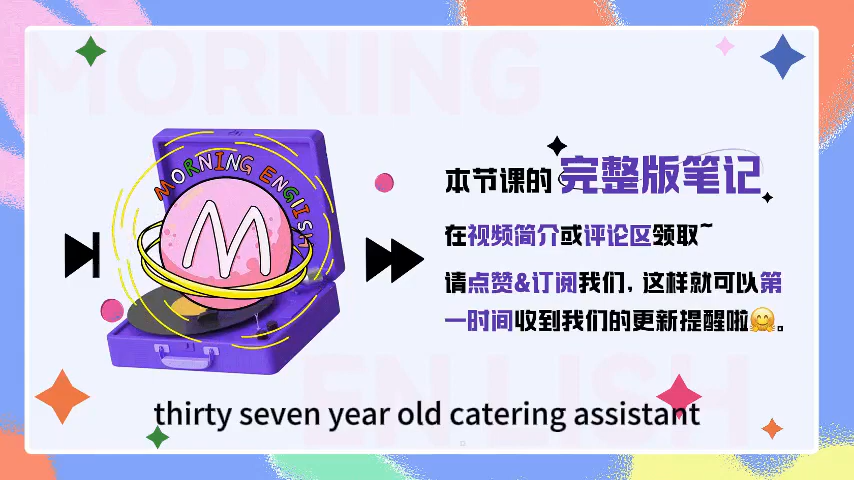 MORNING
MORNING ENGLISH
M
本节课的 完整版笔记
在视频简介或评论区领取~
请点赞&订阅我们, 这样就可以第
一时间收到我们的更新提醒啦🤗。
ENGLISH
thirty seven year old catering assistant